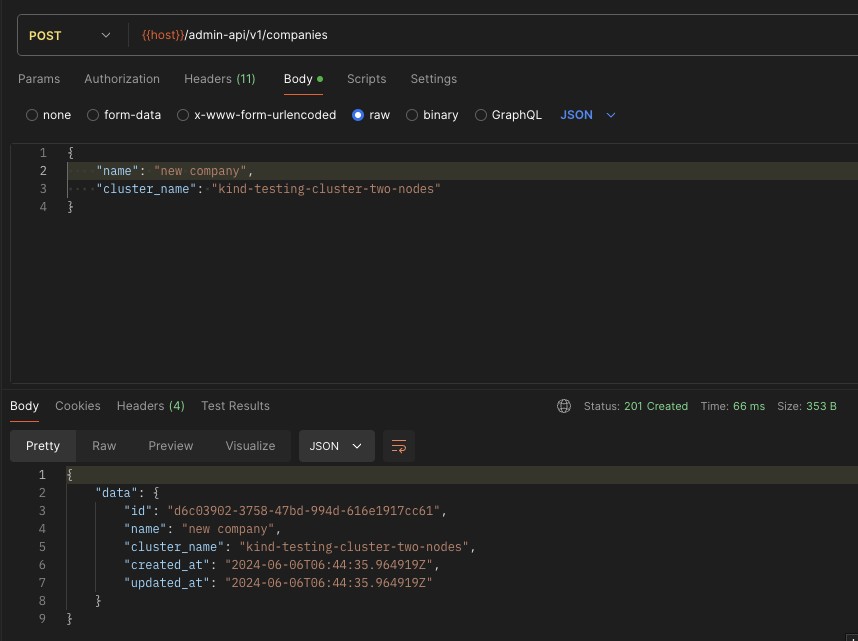 POST {{host}}/admin-api/v1/companies
Params Authorization Headers (11) Body Scripts Settings
none form-data x-www-form-urlencoded raw binary GraphQL JSON
1 {
2 "name": "new company",
3 "cluster_name": "kind-testing-cluster-two-nodes"
4 }
Body Cookies Headers (4) Test Results Status: 201 Created Time: 66 ms Size: 353 B
Pretty Raw Preview Visualize JSON
1 {
2 "data": {
3 "id": "d6c03902-3758-47bd-994d-616e1917cc61",
4 "name": "new company",
5 "cluster_name": "kind-testing-cluster-two-nodes",
6 "created_at": "2024-06-06T06:44:35.964919Z",
7 "updated_at": "2024-06-06T06:44:35.964919Z"
8 }
9 }